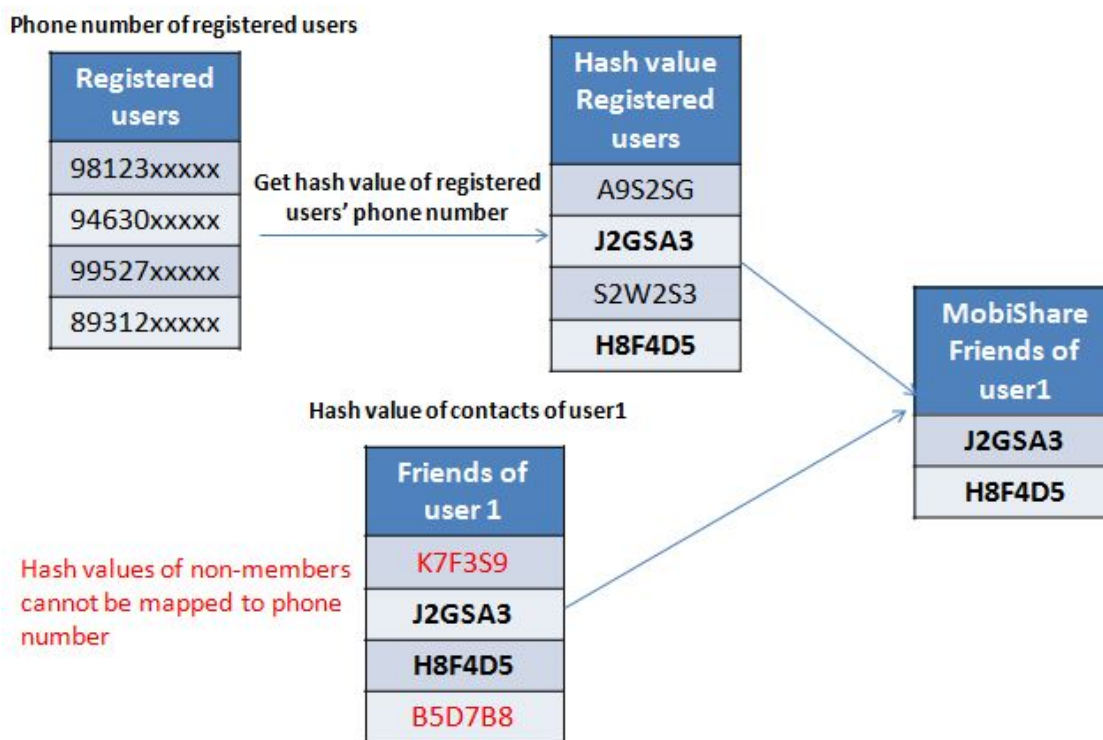 Phone number of registered users
Registered
users
98123xxxxx
94630xxxxx
99527xxxxx
89312xxxxx
Get hash value of registered
users’ phone number
Hash value
Registered
users
A9S2SG
J2GSA3
S2W2S3
H8F4D5
Hash value of contacts of user1
Friends of
user 1
K7F3S9
J2GSA3
H8F4D5
B5D7B8
Hash values of non-members
cannot be mapped to phone
number
MobiShare
Friends of
user1
J2GSA3
H8F4D5